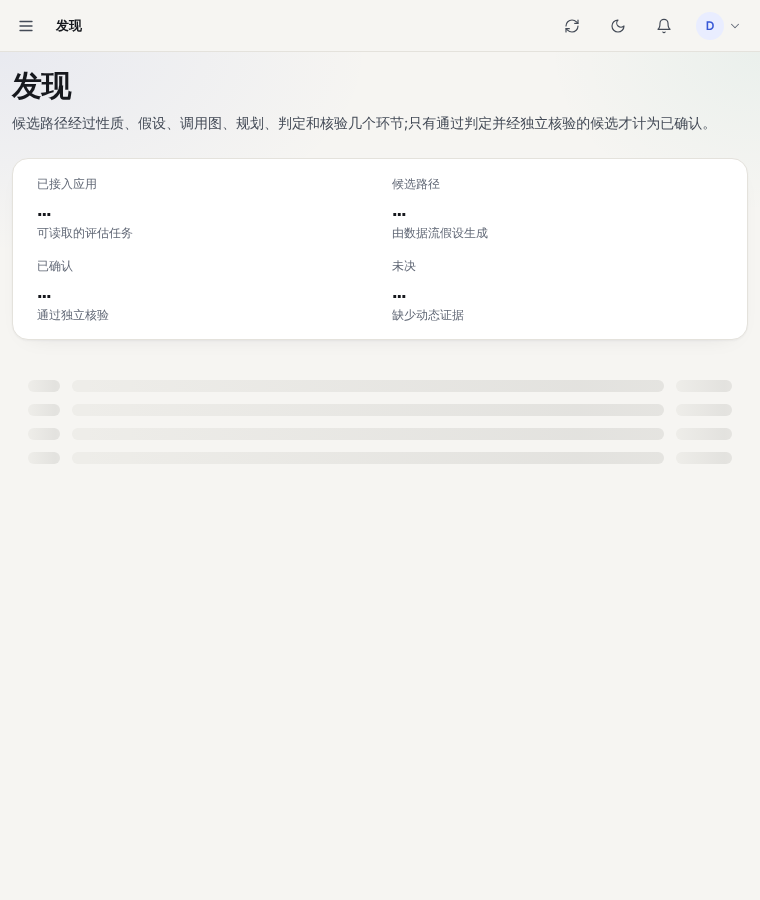 发现
D
发现
候选路径经过性质、假设、调用图、规划、判定和核验几个环节;只有通过判定并经独立核验的候选才计为已确认。
已接入应用
…
可读取的评估任务
候选路径
…
由数据流假设生成
已确认
…
通过独立核验
未决
…
缺少动态证据